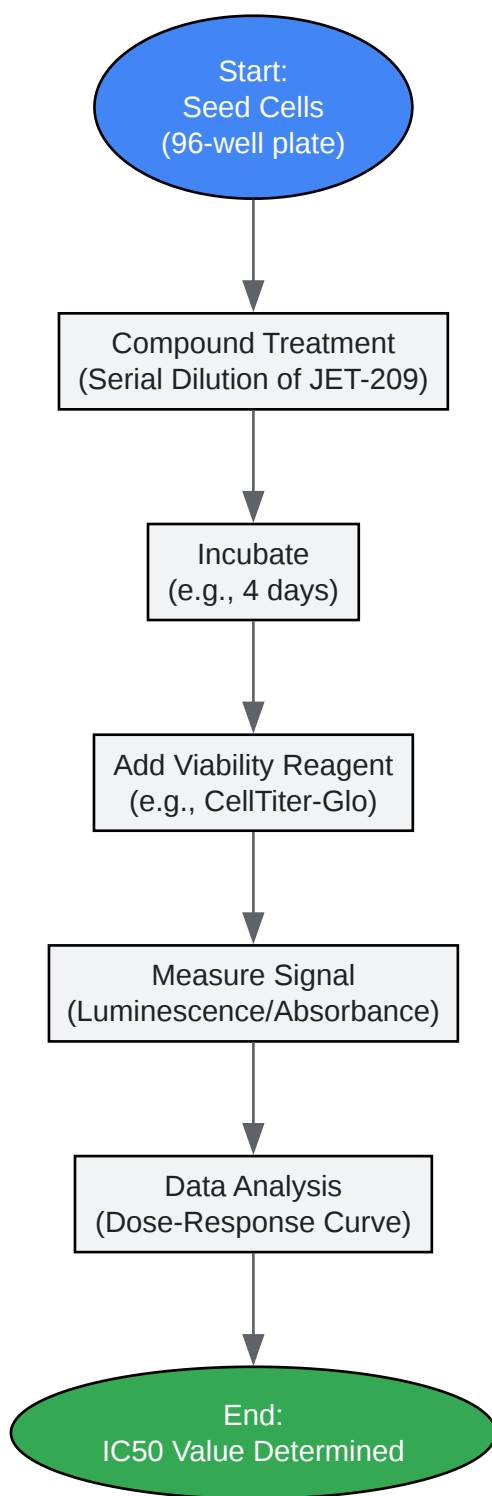 Start:
Seed Cells
(96-well plate)
Compound Treatment
(Serial Dilution of JET-209)
Incubate
(e.g., 4 days)
Add Viability Reagent
(e.g., CellTiter-Glo)
Measure Signal
(Luminescence/Absorbance)
Data Analysis
(Dose-Response Curve)
End:
IC50 Value Determined